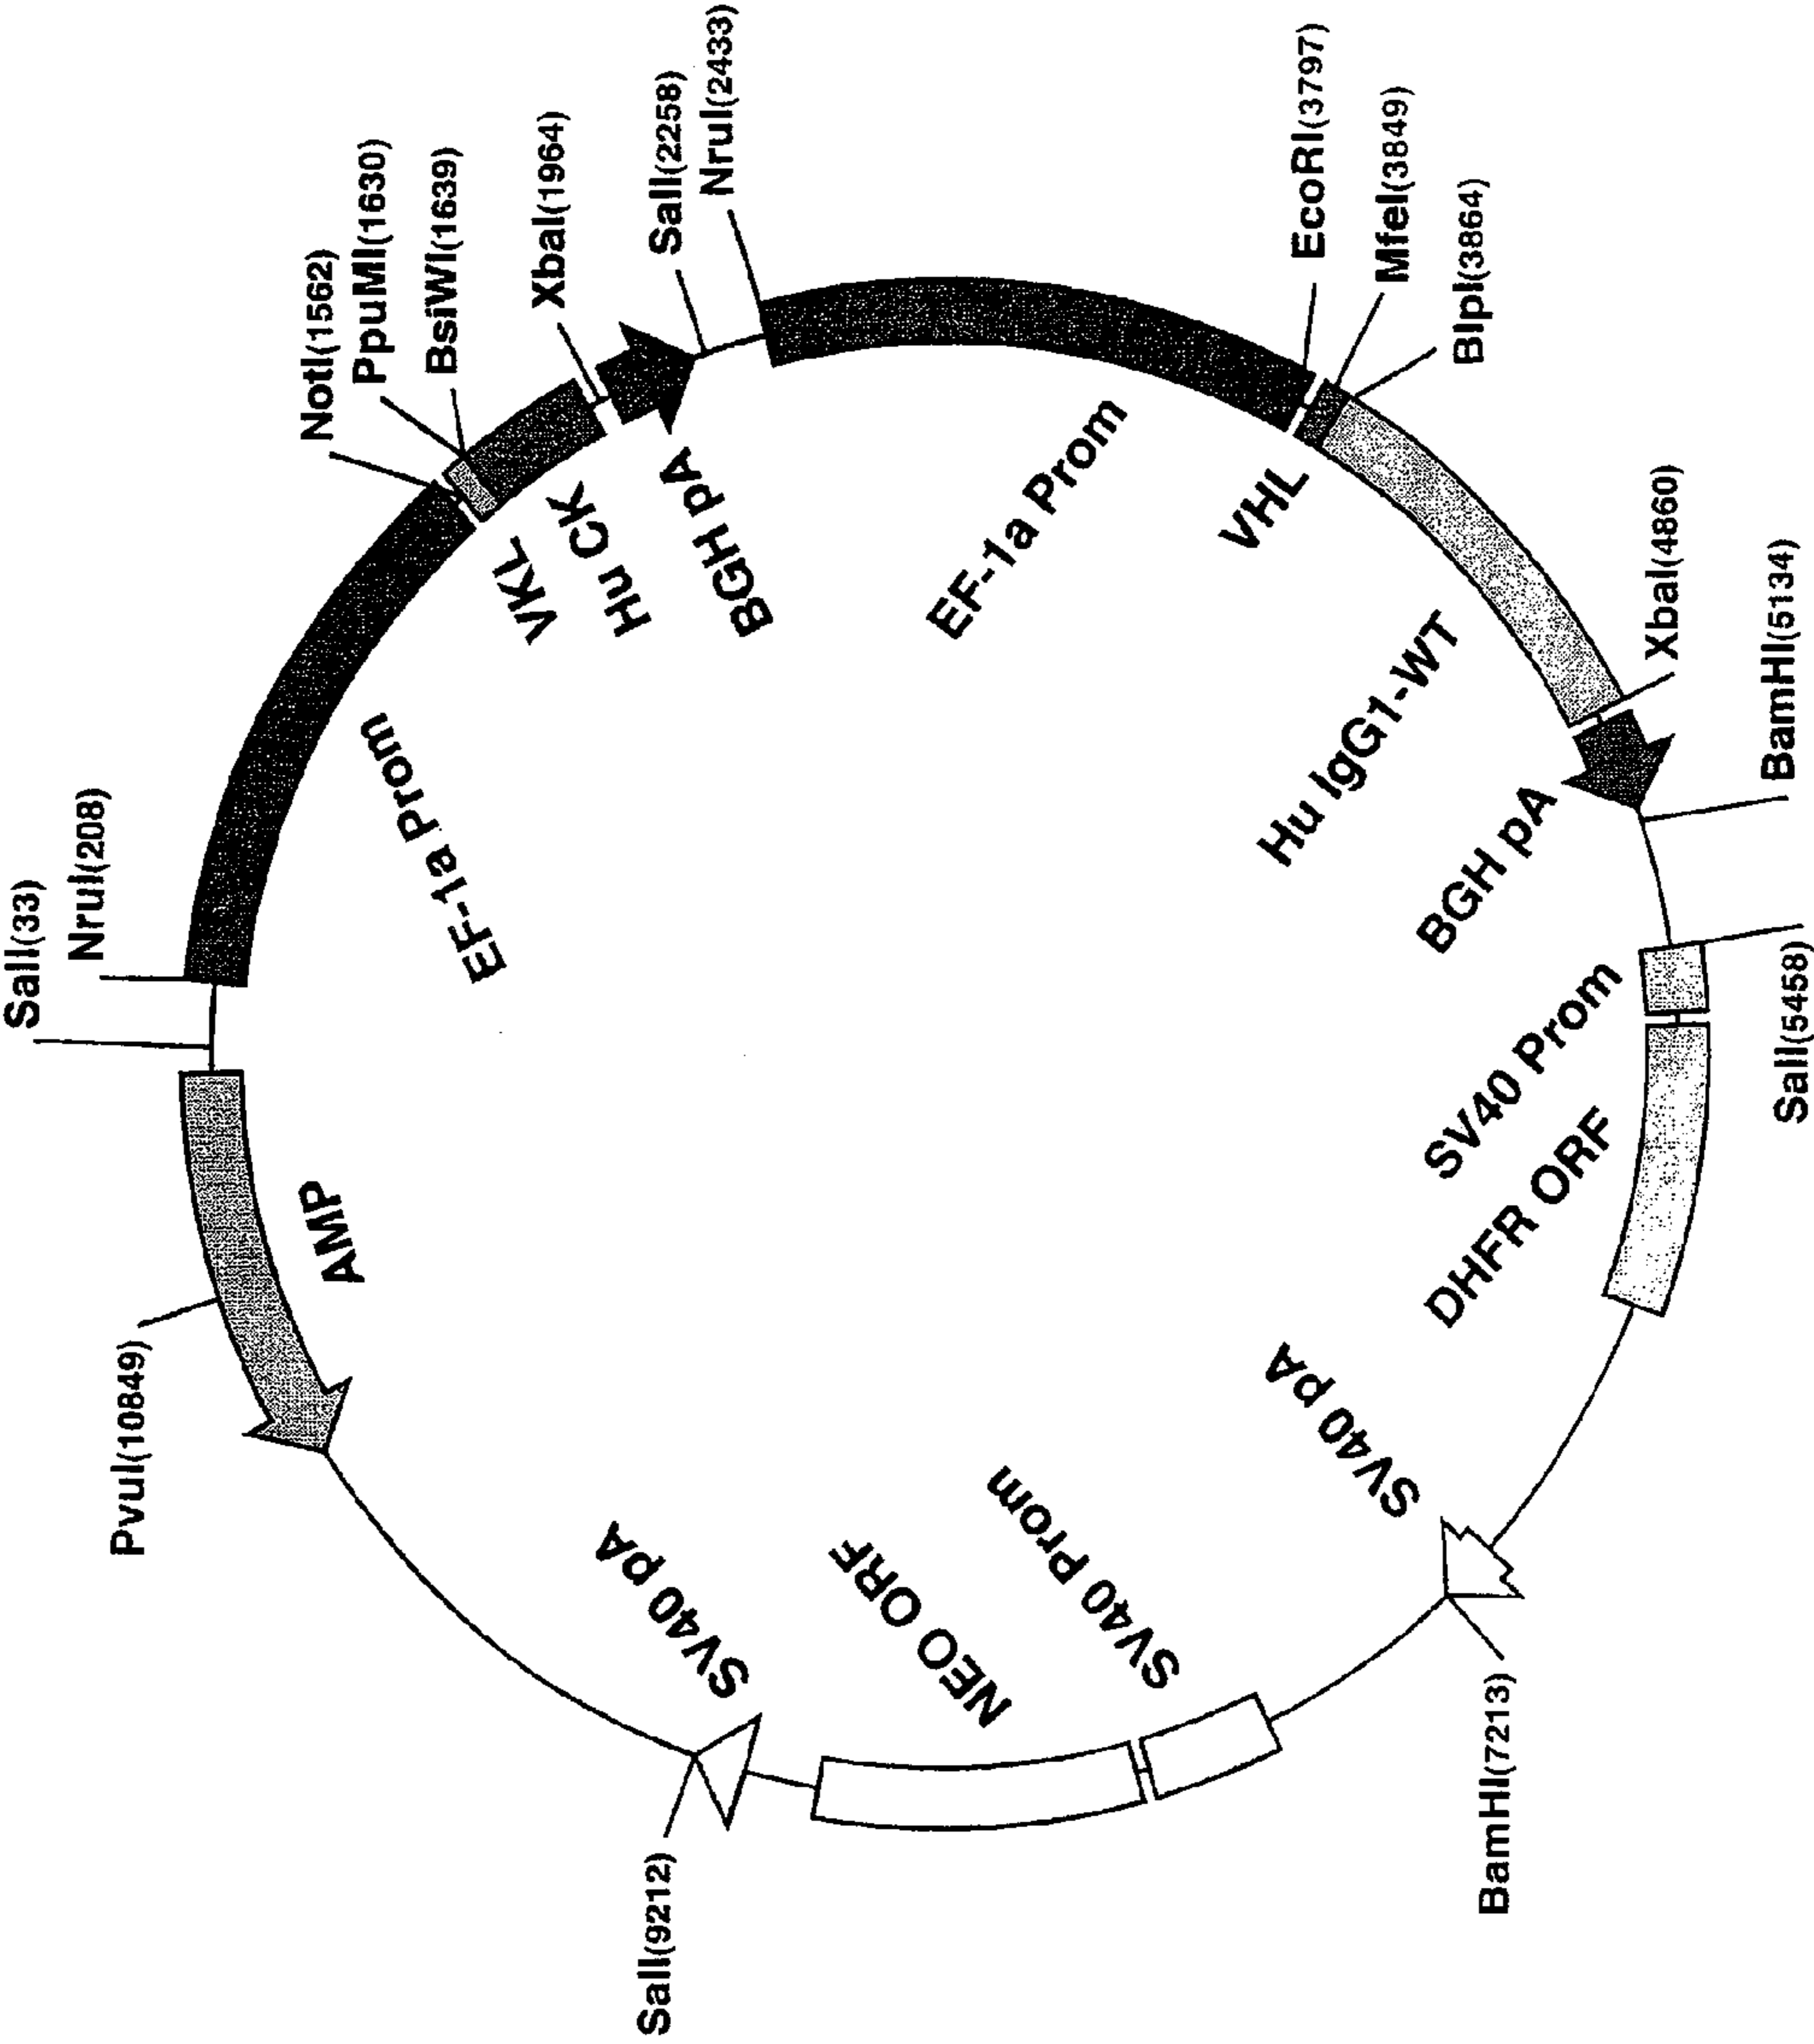 SalI(33)
NruI(208)
EF-1a Prom
NotI(1562)
PpuMI(1630)
BsiWI(1639)
VKL
Hu CK
XbaI(1964)
BGH pA
SalI(2258)
NruI(2433)
EF-1a Prom
EcoRI(3797)
MfeI(3849)
BlpI(3864)
VHL
Hu IgG1-WT
XbaI(4860)
BGH pA
BamHI(5134)
SalI(5458)
SV40 Prom
DHFR ORF
SV40 pA
BamHI(7213)
SV40 Prom
NEO ORF
SV40 pA
SalI(9212)
PvuI(10849)
AMP